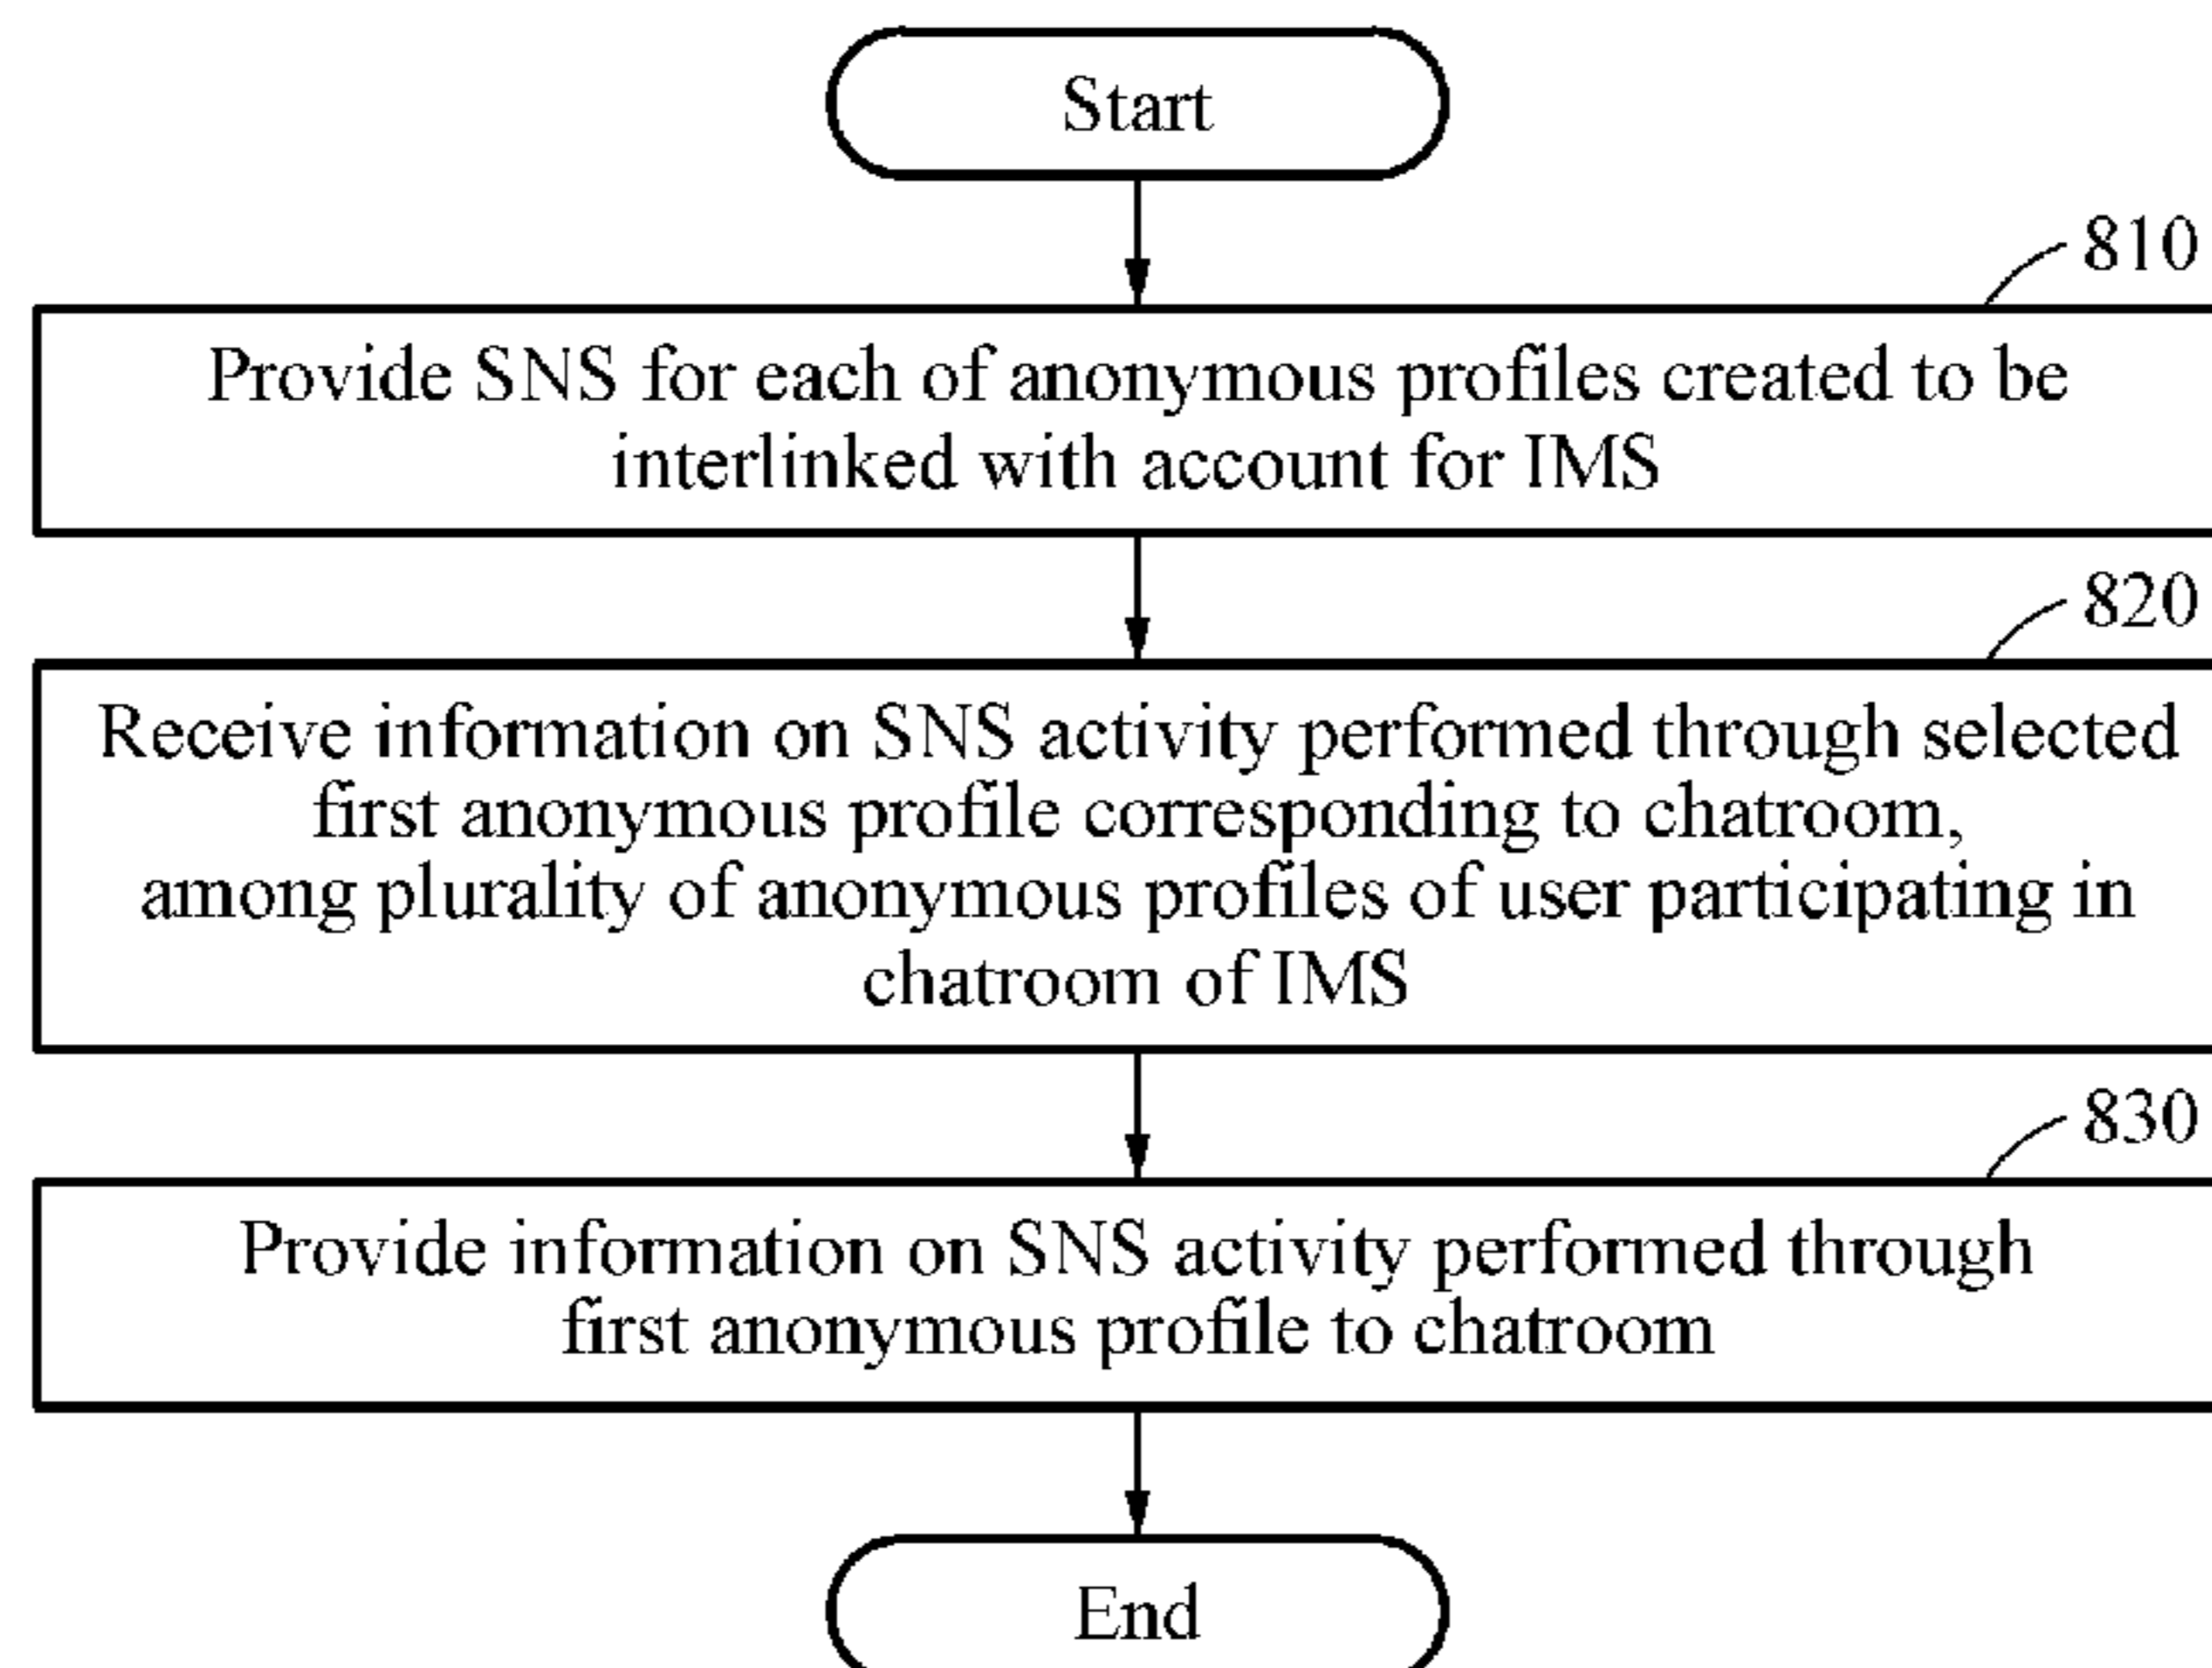 Start
810
Provide SNS for each of anonymous profiles created to be
interlinked with account for IMS
820
Receive information on SNS activity performed through selected
first anonymous profile corresponding to chatroom,
among plurality of anonymous profiles of user participating in
chatroom of IMS
830
Provide information on SNS activity performed through
first anonymous profile to chatroom
End